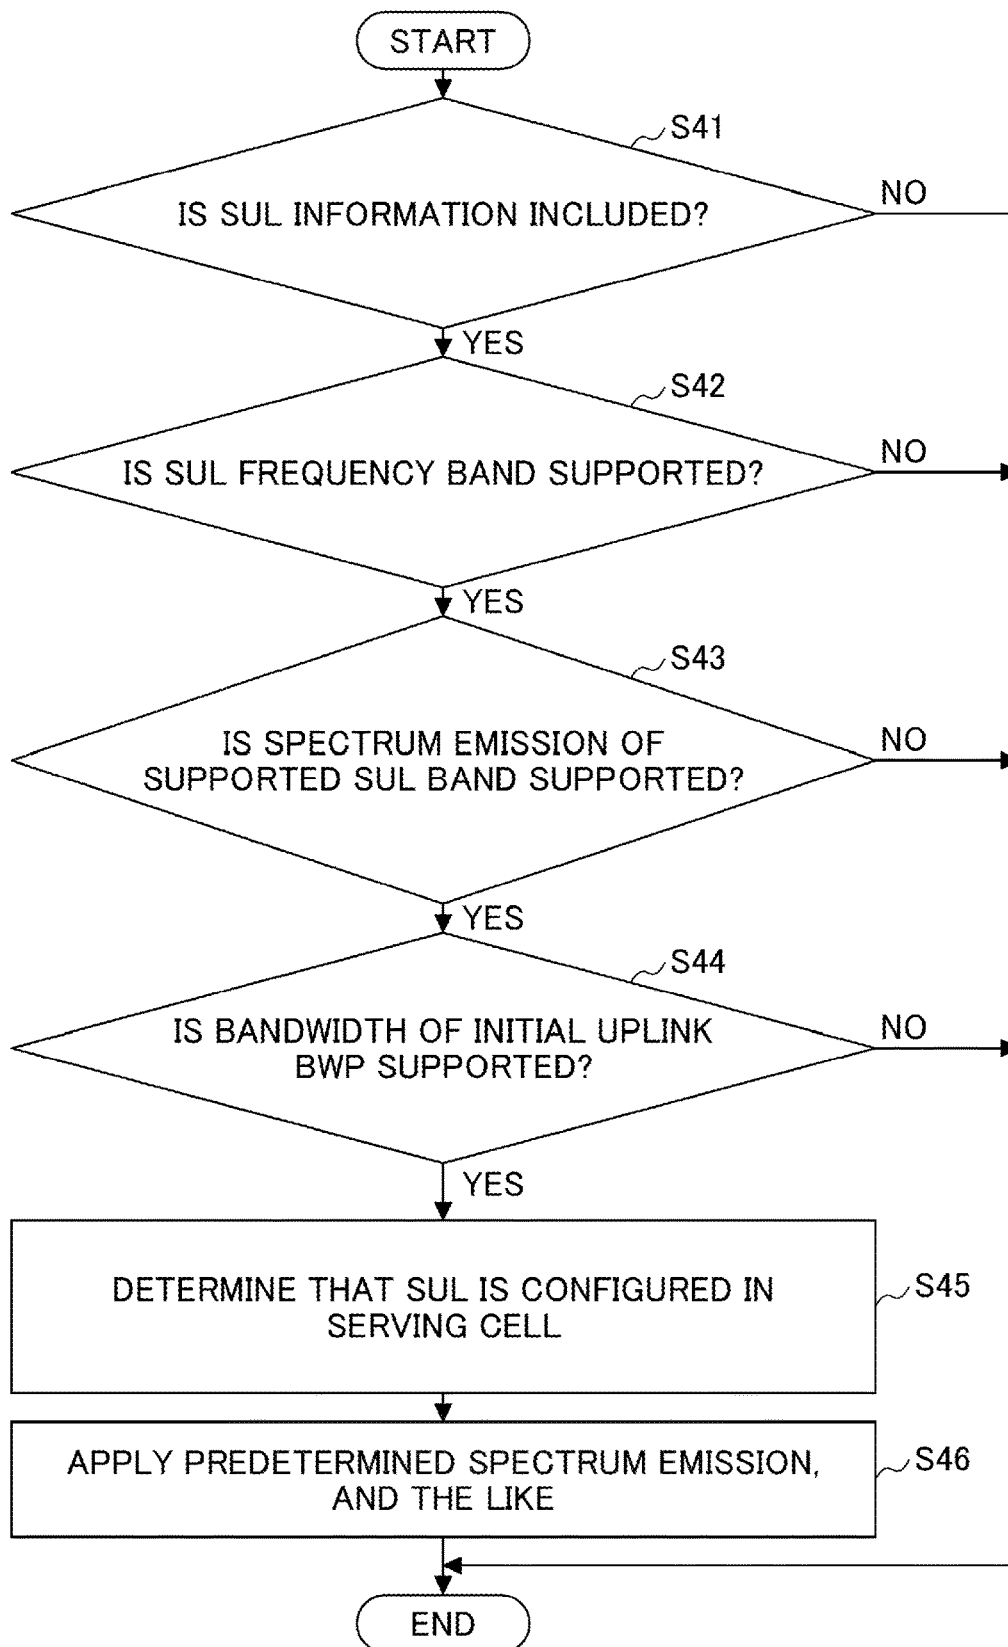 START
S41
IS SUL INFORMATION INCLUDED?
NO
YES
S42
IS SUL FREQUENCY BAND SUPPORTED?
NO
YES
S43
IS SPECTRUM EMISSION OF
SUPPORTED SUL BAND SUPPORTED?
NO
YES
S44
IS BANDWIDTH OF INITIAL UPLINK
BWP SUPPORTED?
NO
YES
DETERMINE THAT SUL IS CONFIGURED IN
SERVING CELL
S45
APPLY PREDETERMINED SPECTRUM EMISSION,
AND THE LIKE
S46
END